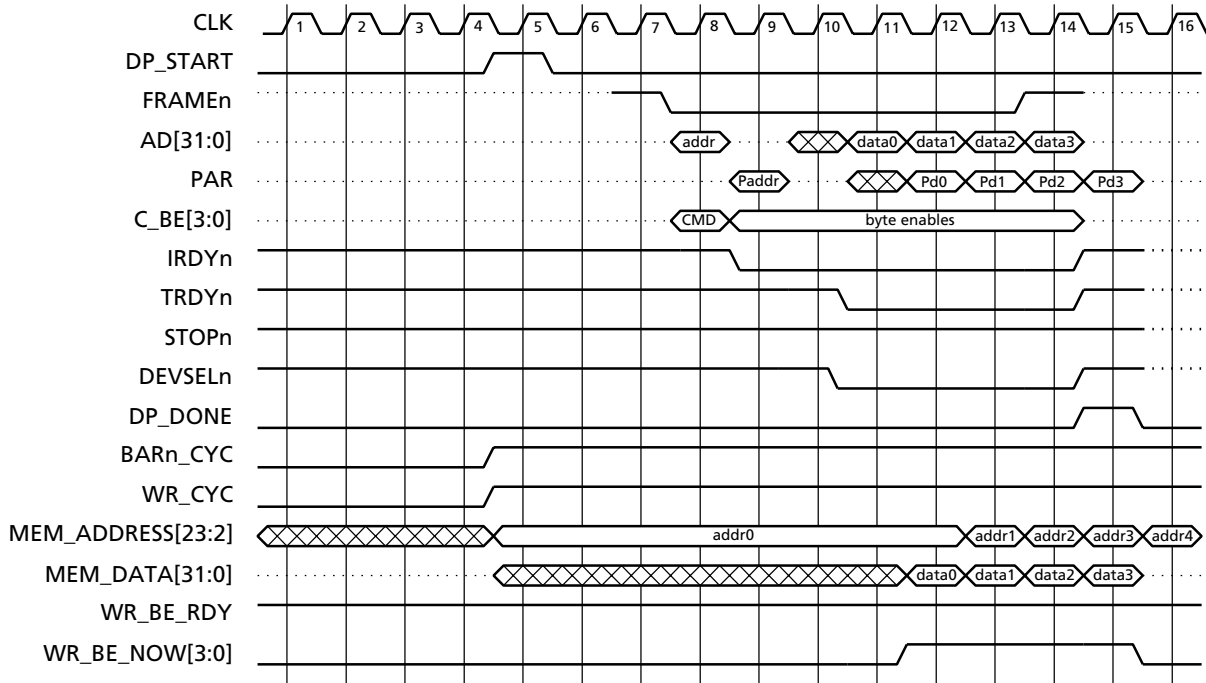 CLK 1 2 3 4 5 6 7 8 9 10 11 12 13 14 15 16
DP_START
FRAMEn
AD[31:0] addr data0 data1 data2 data3
PAR Paddr Pd0 Pd1 Pd2 Pd3
C_BE[3:0] CMD byte enables
IRDYn
TRDYn
STOPn
DEVSELn
DP_DONE
BARn_CYC
WR_CYC
MEM_ADDRESS[23:2] addr0 addr1 addr2 addr3 addr4
MEM_DATA[31:0] data0 data1 data2 data3
WR_BE_RDY
WR_BE_NOW[3:0]